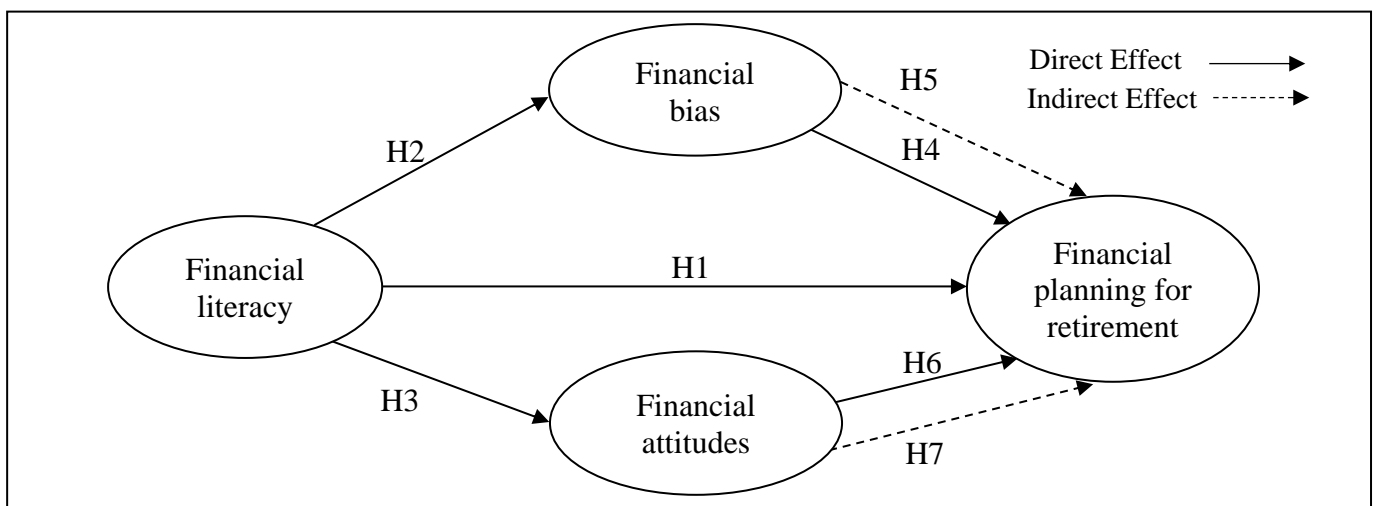 Financial
bias
Direct Effect
Indirect Effect
H5
H4
H2
Financial
literacy
H1
Financial
planning for
retirement
H3
Financial
attitudes
H6
H7